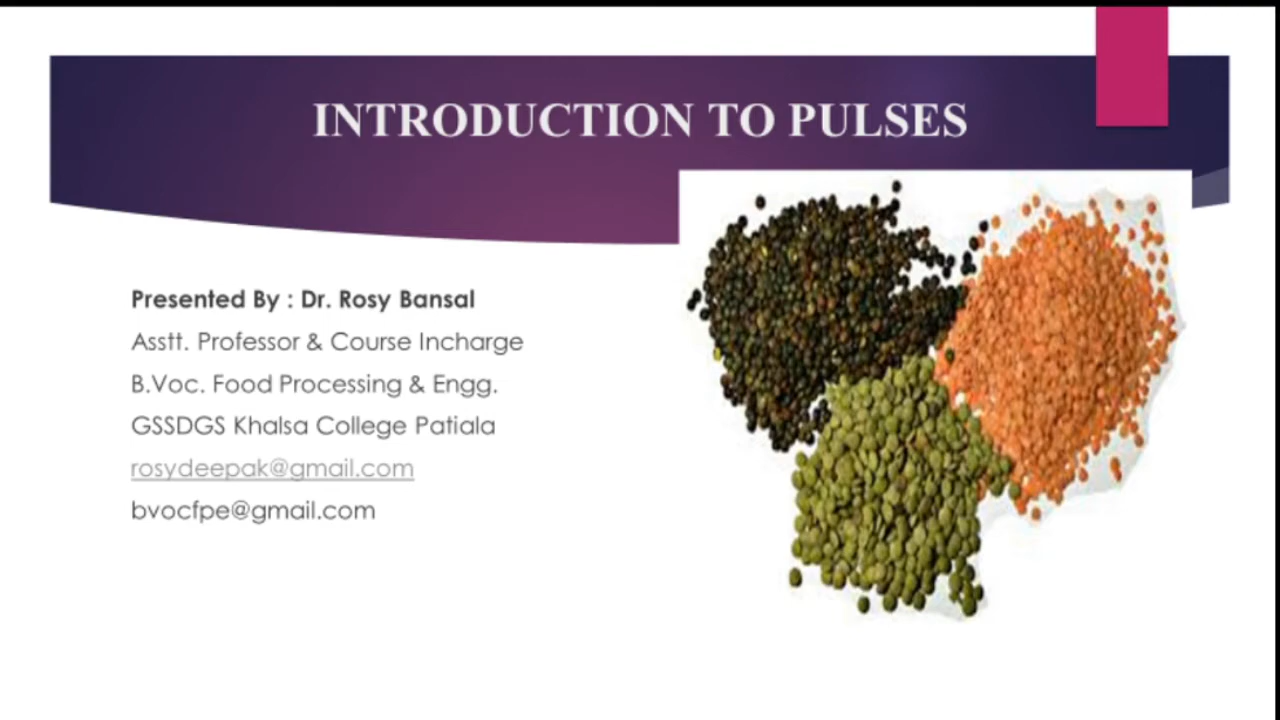 INTRODUCTION TO PULSES
Presented By : Dr. Rosy Bansal
Asstt. Professor & Course Incharge
B.Voc. Food Processing & Engg.
GSSDGS Khalsa College Patiala
rosydeepak@gmail.com
bvocfpe@gmail.com